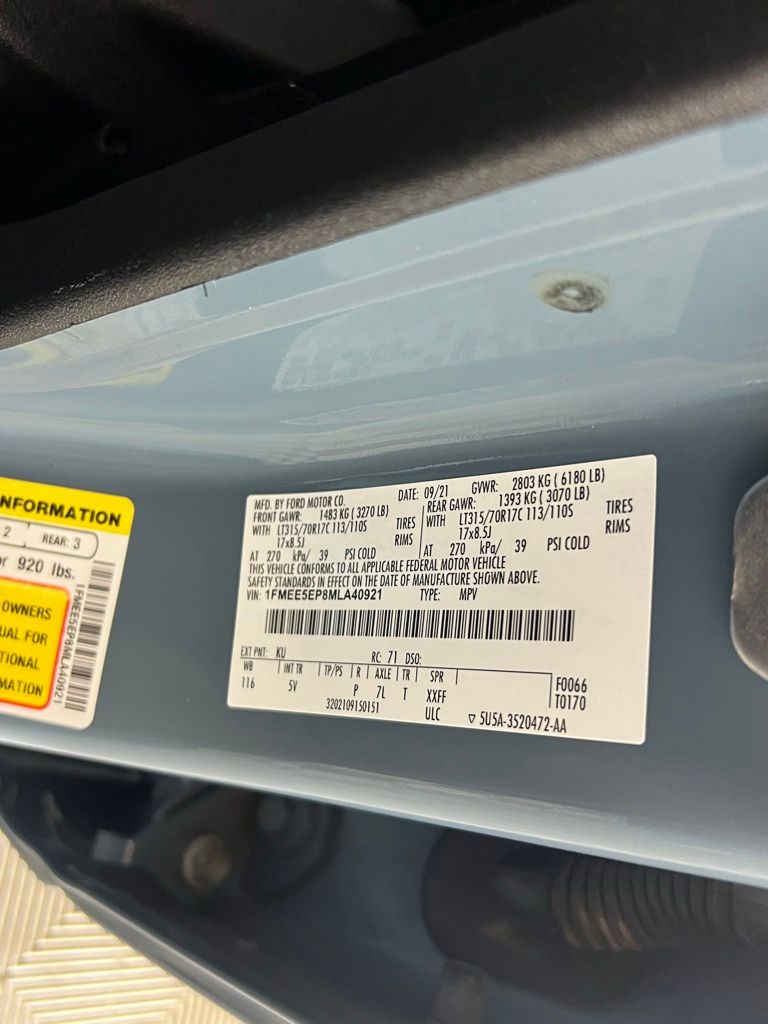 NFORMATION
2 REAR: 3
or 920 lbs.
OWNERS
UAL FOR
TIONAL
MATION
1FMEE5EP8MLA40921
MFD. BY FORD MOTOR CO.
DATE: 09/21 GVWR: 2803 KG ( 6180 LB)
FRONT GAWR: 1483 KG ( 3270 LB) REAR GAWR: 1393 KG ( 3070 LB)
WITH LT315/70R17C 113/110S TIRES WITH LT315/70R17C 113/110S TIRES
17x8.5J RIMS 17x8.5J RIMS
AT 270 kPa/ 39 PSI COLD AT 270 kPa/ 39 PSI COLD
THIS VEHICLE CONFORMS TO ALL APPLICABLE FEDERAL MOTOR VEHICLE
SAFETY STANDARDS IN EFFECT ON THE DATE OF MANUFACTURE SHOWN ABOVE.
VIN: 1FMEE5EP8MLA40921 TYPE: MPV
EXT PNT: KU RC: 71 DSO:
WB INT TR TP/PS R AXLE TR SPR
116 5V P 7L T XXFF
F0066
T0170
3202109150151 ULC ▽ 5U5A-3520472-AA